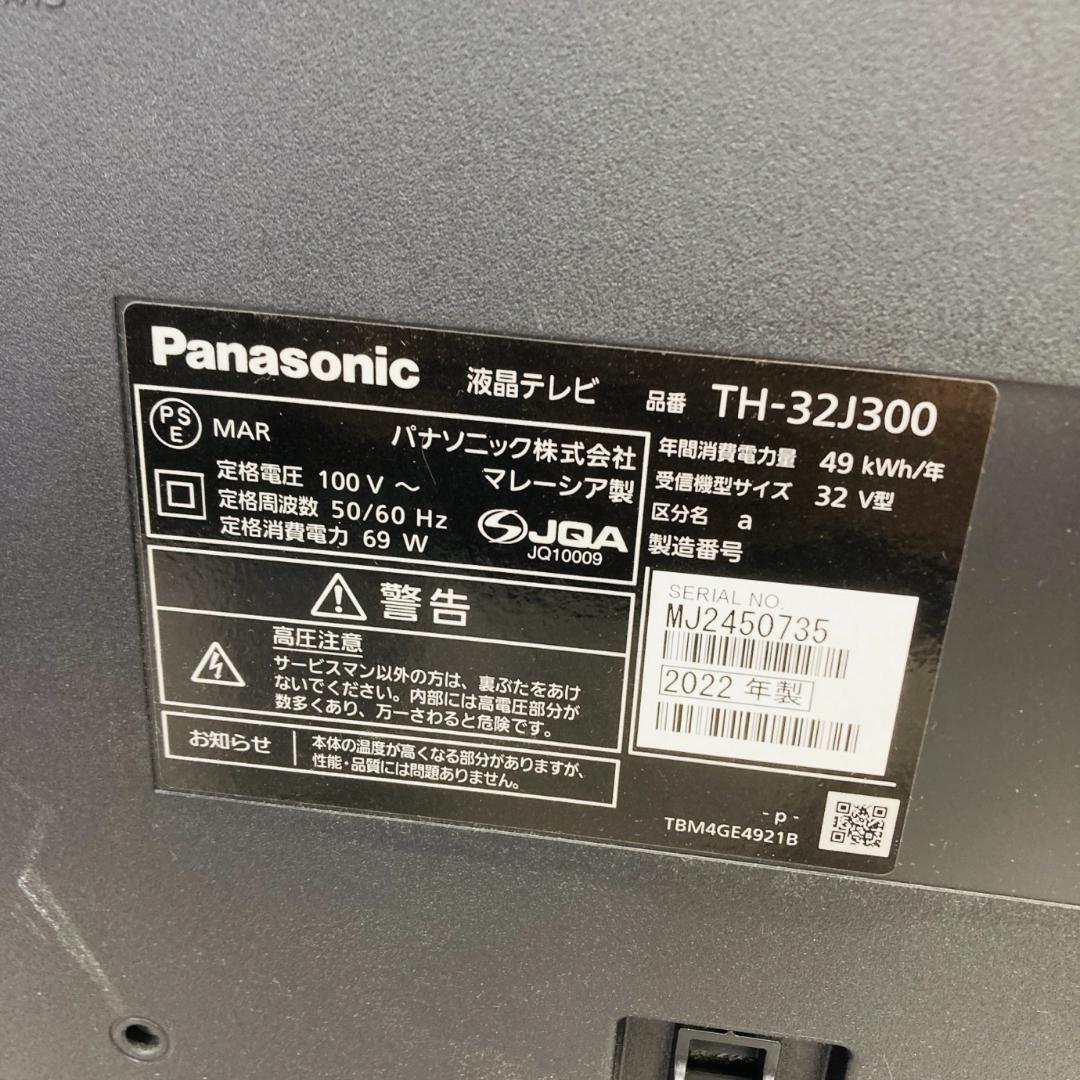 Panasonic 液晶テレビ 品番 TH-32J300
PS
E
MAR
パナソニック株式会社
マレーシア製
定格電圧 100 V ～
定格周波数 50/60 Hz
定格消費電力 69 W
JQA
JQ10009
年間消費電力量 49 kWh/年
受信機型サイズ 32 V型
区分名 a
製造番号
SERIAL NO.
MJ2450735
2022 年製
警告
高圧注意
サービスマン以外の方は、裏ぶたをあけ
ないでください。内部には高電圧部分が
数多くあり、万一さわると危険です。
お知らせ
本体の温度が高くなる部分がありますが、
性能・品質には問題ありません。
- p -
TBM4GE4921B